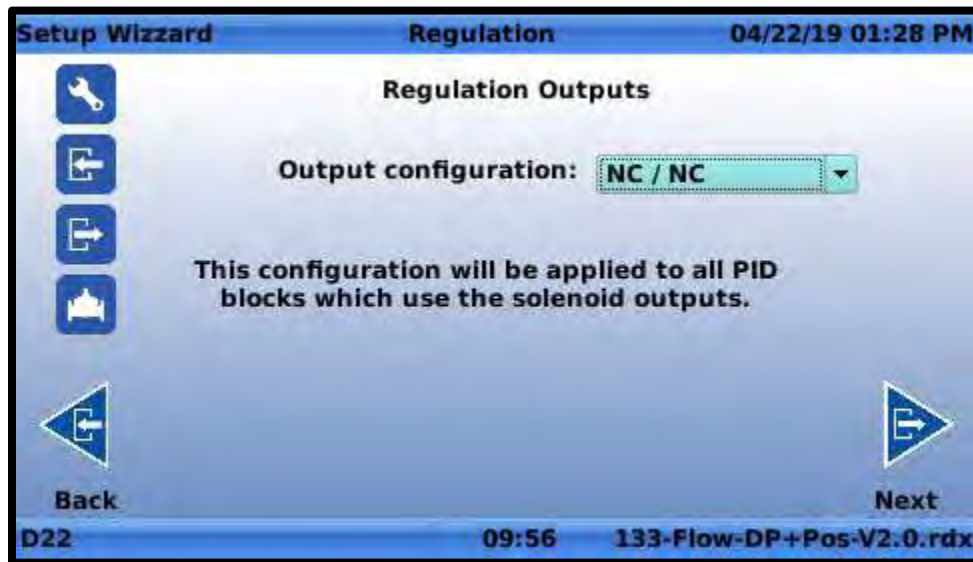 Setup Wizzard Regulation 04/22/19 01:28 PM
Regulation Outputs
Output configuration: NC / NC
This configuration will be applied to all PID
blocks which use the solenoid outputs.
Back Next
D22 09:56 133-Flow-DP+Pos-V2.0.rdx